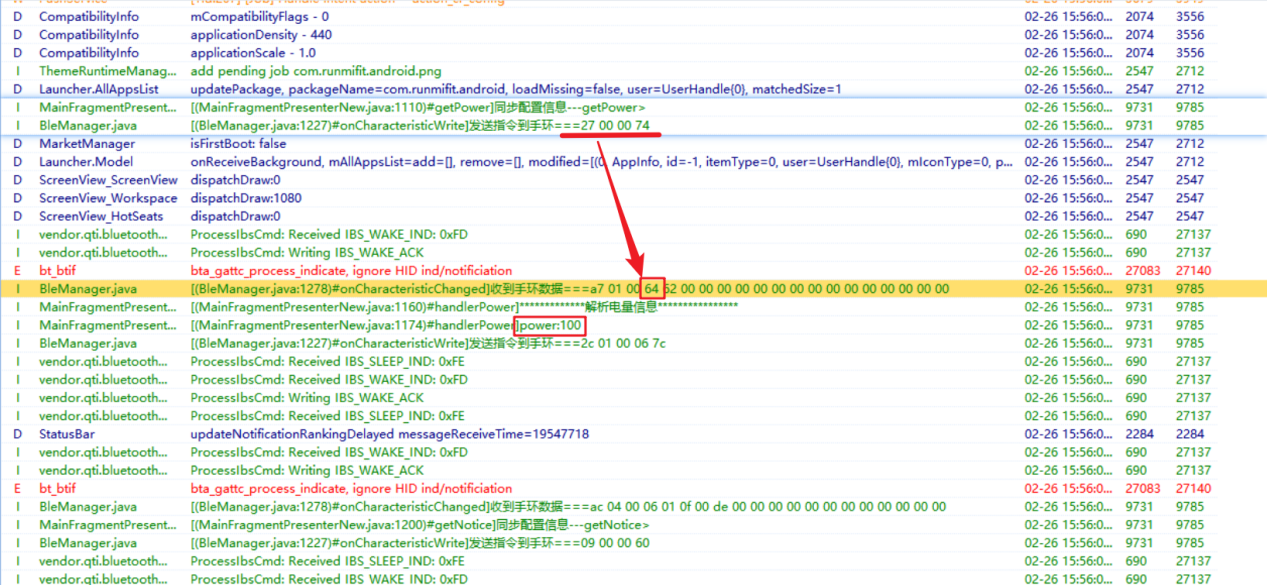 D CompatibilityInfo mCompatibilityFlags - 0 02-26 15:56:0... 2074 3556
D CompatibilityInfo applicationDensity - 440 02-26 15:56:0... 2074 3556
D CompatibilityInfo applicationScale - 1.0 02-26 15:56:0... 2074 3556
I ThemeRuntimeManag... add pending job com.runmifit.android.png 02-26 15:56:0... 2547 2712
D Launcher.AllAppsList updatePackage, packageName=com.runmifit.android, loadMissing=false, user=UserHandle{0}, matchedSize=1 02-26 15:56:0... 2547 2712
I MainFragmentPresent... [(MainFragmentPresenterNew.java:1110)#getPower]同步配置信息---getPower> 02-26 15:56:0... 9731 9785
I BleManager.java [(BleManager.java:1227)#onCharacteristicWrite]发送指令到手环===27 00 00 74 02-26 15:56:0... 9731 9785
D MarketManager isFirstBoot: false 02-26 15:56:0... 2547 2712
D Launcher.Model onReceiveBackground, mAllAppsList=add=[], remove=[], modified=[(0, AppInfo, id=-1, itemType=0, user=UserHandle{0}, mIconType=0, p... 02-26 15:56:0... 2547 2712
D ScreenView_ScreenView dispatchDraw:0 02-26 15:56:0... 2547 2547
D ScreenView_Workspace dispatchDraw:1080 02-26 15:56:0... 2547 2547
D ScreenView_HotSeats dispatchDraw:0 02-26 15:56:0... 2547 2547
I vendor.qti.bluetooth... ProcessIbsCmd: Received IBS_WAKE_IND: 0xFD 02-26 15:56:0... 690 27137
I vendor.qti.bluetooth... ProcessIbsCmd: Writing IBS_WAKE_ACK 02-26 15:56:0... 690 27137
E bt_btif bta_gattc_process_indicate, ignore HID ind/notificiation 02-26 15:56:0... 27083 27140
I BleManager.java [(BleManager.java:1278)#onCharacteristicChanged]收到手环数据===a7 01 00 64 62 00 00 00 00 00 00 00 00 00 00 00 00 00 00 00 02-26 15:56:0... 9731 9785
I MainFragmentPresent... [(MainFragmentPresenterNew.java:1160)#handlerPower]*************解析电量信息**************** 02-26 15:56:0... 9731 9785
I MainFragmentPresent... [(MainFragmentPresenterNew.java:1174)#handlerPower]power:100 02-26 15:56:0... 9731 9785
I BleManager.java [(BleManager.java:1227)#onCharacteristicWrite]发送指令到手环===2c 01 00 06 7c 02-26 15:56:0... 9731 9785
I vendor.qti.bluetooth... ProcessIbsCmd: Received IBS_SLEEP_IND: 0xFE 02-26 15:56:0... 690 27137
I vendor.qti.bluetooth... ProcessIbsCmd: Received IBS_WAKE_IND: 0xFD 02-26 15:56:0... 690 27137
I vendor.qti.bluetooth... ProcessIbsCmd: Writing IBS_WAKE_ACK 02-26 15:56:0... 690 27137
I vendor.qti.bluetooth... ProcessIbsCmd: Received IBS_SLEEP_IND: 0xFE 02-26 15:56:0... 690 27137
D StatusBar updateNotificationRankingDelayed messageReceiveTime=19547718 02-26 15:56:0... 2284 2284
I vendor.qti.bluetooth... ProcessIbsCmd: Received IBS_WAKE_IND: 0xFD 02-26 15:56:0... 690 27137
I vendor.qti.bluetooth... ProcessIbsCmd: Writing IBS_WAKE_ACK 02-26 15:56:0... 690 27137
E bt_btif bta_gattc_process_indicate, ignore HID ind/notificiation 02-26 15:56:0... 27083 27140
I BleManager.java [(BleManager.java:1278)#onCharacteristicChanged]收到手环数据===ac 04 00 06 01 0f 00 de 00 00 00 00 00 00 00 00 00 00 00 00 02-26 15:56:0... 9731 9785
I MainFragmentPresent... [(MainFragmentPresenterNew.java:1200)#getNotice]同步配置信息---getNotice> 02-26 15:56:0... 9731 9785
I BleManager.java [(BleManager.java:1227)#onCharacteristicWrite]发送指令到手环===09 00 00 60 02-26 15:56:0... 9731 9785
I vendor.qti.bluetooth... ProcessIbsCmd: Received IBS_SLEEP_IND: 0xFE 02-26 15:56:0... 690 27137
I vendor.qti.bluetooth... ProcessIbsCmd: Received IBS_WAKE_IND: 0xFD 02-26 15:56:0... 690 27137